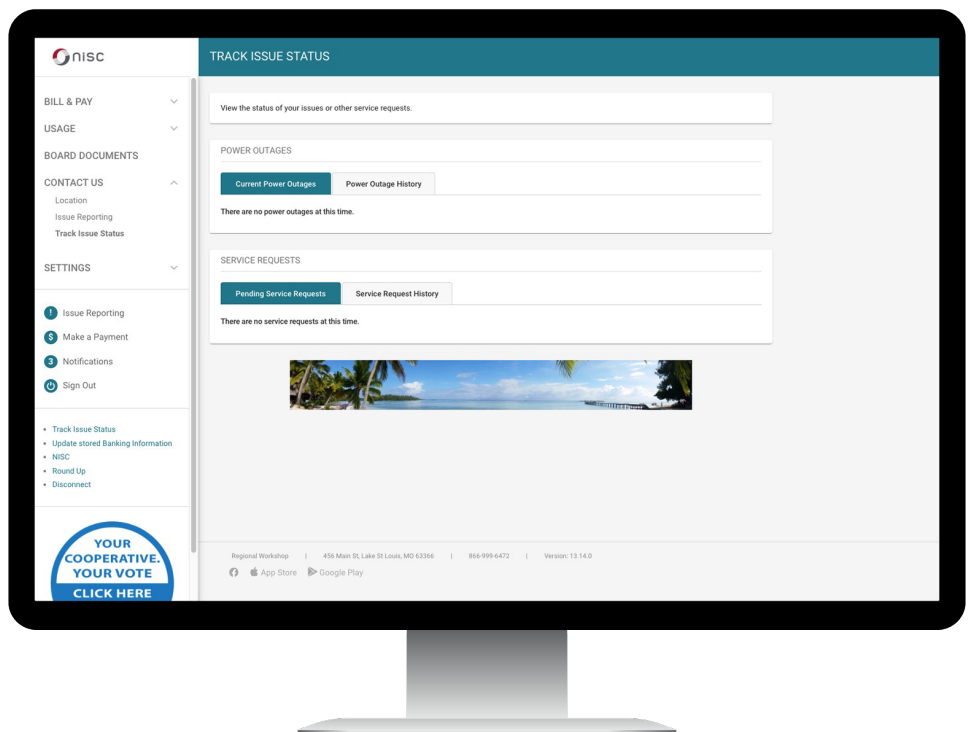 nisc
TRACK ISSUE STATUS
BILL & PAY
USAGE
BOARD DOCUMENTS
CONTACT US
Location
Issue Reporting
Track Issue Status
SETTINGS
! Issue Reporting
$ Make a Payment
3 Notifications
Sign Out
• Track Issue Status
• Update stored Banking Information
• NISC
• Round Up
• Disconnect
YOUR
COOPERATIVE.
YOUR VOTE
CLICK HERE
View the status of your issues or other service requests.
POWER OUTAGES
Current Power Outages Power Outage History
There are no power outages at this time.
SERVICE REQUESTS
Pending Service Requests Service Request History
There are no service requests at this time.
Regional Workshop | 456 Main St, Lake St Louis, MO 63366 | 866-999-6472 | Version: 13.14.0
App Store Google Play